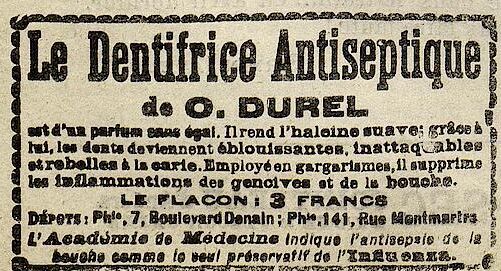 Le Dentifrice Antiseptique
de O. DUREL
est d'un parfum sans égal. Il rend l'haleine suave; grâce à
lui, les dents deviennent éblouissantes, inattaquables
et rebelles à la carie. Employé en gargarismes, il supprime
les inflammations des gencives et de la bouche.
LE FLACON: 3 FRANCS
DÉPOTS: Phie, 7, Boulevard Denain; Phie, 141, Rue Montmartre
L'Académie de Médecine indique l'antisepsie de la
bouche comme le seul préservatif de l'Influenza.